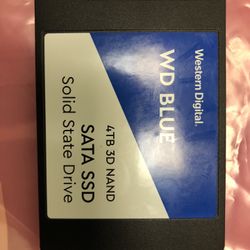 Western Digital.
WD BLUE
4TB 3D NAND
SATA SSD
Solid State Drive